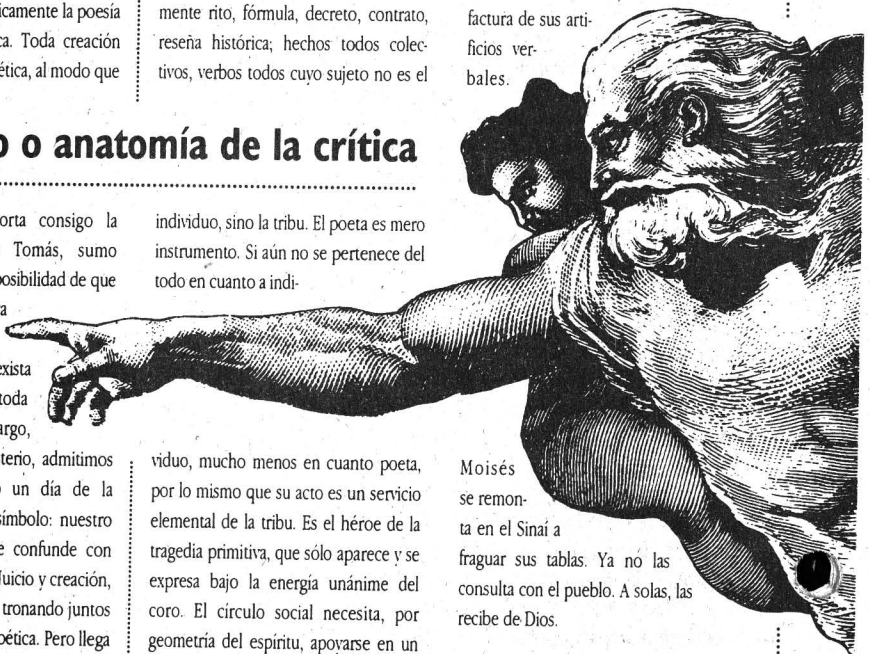 icamente la poesía
ca. Toda creación
ética, al modo que
mente rito, fórmula, decreto, contrato,
reseña histórica; hechos todos colec-
tivos, verbos todos cuyo sujeto no es el
factura de sus arti-
ficios ver-
bales.
o o anatomía de la crítica
orta consigo la
Tomás, sumo
posibilidad de que
a
exista
toda
argo,
terio, admitimos
un día de la
símbolo: nuestro
e confunde con
Juicio y creación,
tronando juntos
oética. Pero llega
individuo, sino la tribu. El poeta es mero
instrumento. Si aún no se pertenece del
todo en cuanto a indi-
viduo, mucho menos en cuanto poeta,
por lo mismo que su acto es un servicio
elemental de la tribu. Es el héroe de la
tragedia primitiva, que sólo aparece y se
expresa bajo la energía unánime del
coro. El círculo social necesita, por
geometría del espíritu, apoyarse en un
Moisés
se remon-
ta en el Sinaí a
fraguar sus tablas. Ya no las
consulta con el pueblo. A solas, las
recibe de Dios.